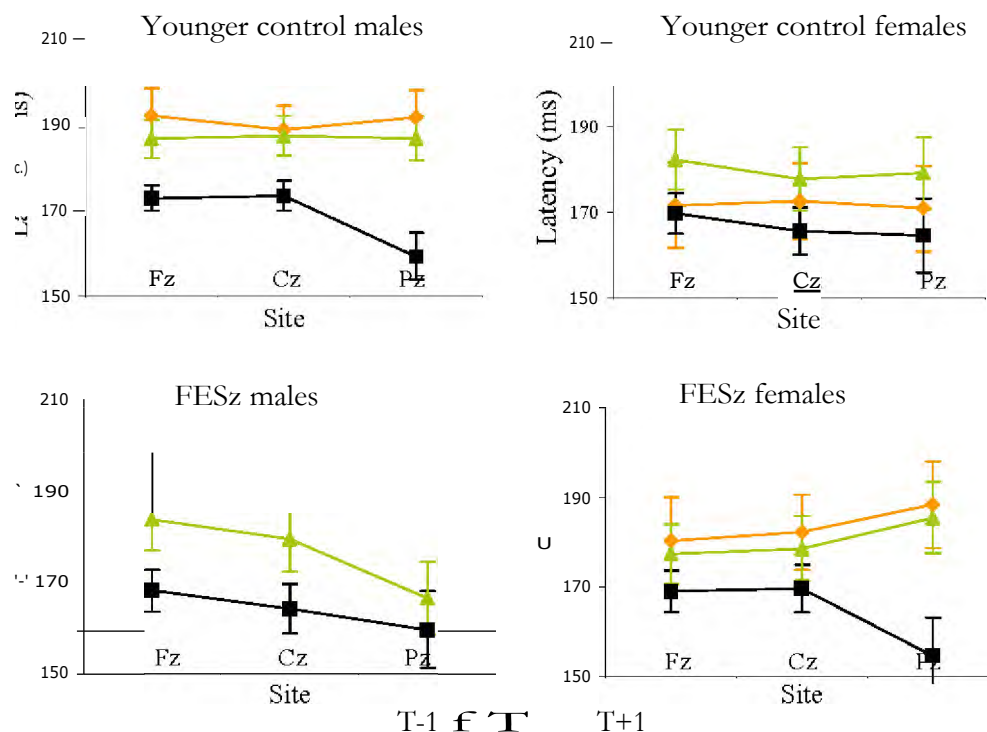 Younger control males
Younger control females
210
190
170
150
Fz Cz Pz
Site
210
190
170
150
Latency (ms)
Fz Cz Pz
Site
FESz males
FESz females
210
190
170
150
Fz Cz Pz
Site
210
190
170
150
Fz Cz Pz
Site
T-1 f T T+1